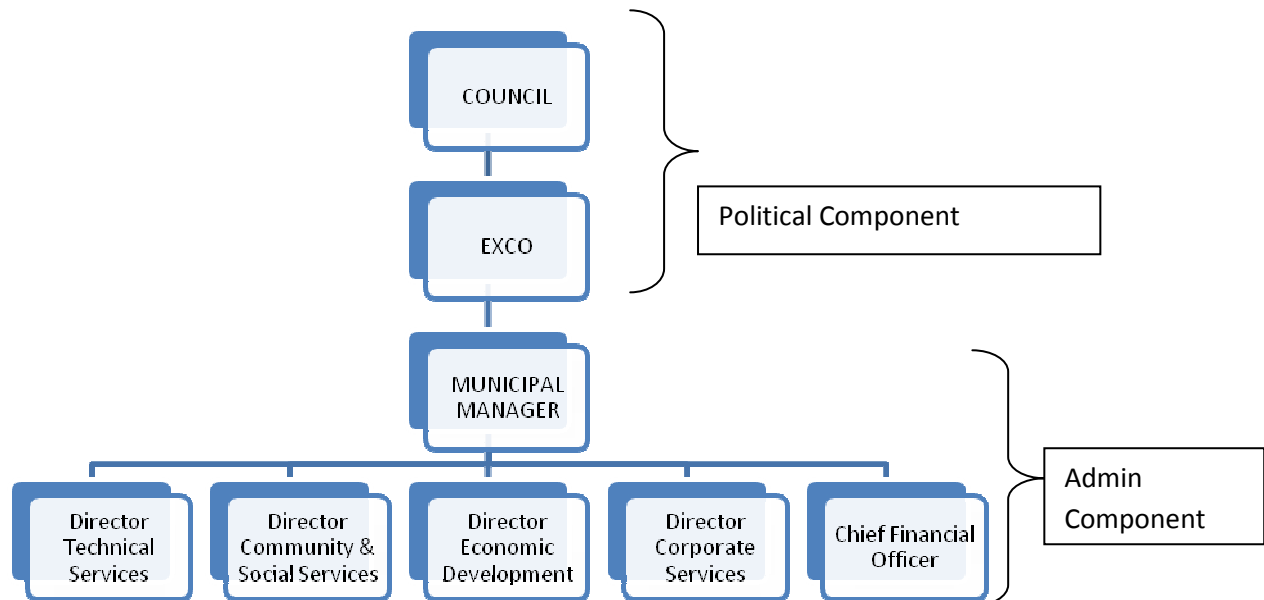 COUNCIL
EXCO
Political Component
MUNICIPAL
MANAGER
Admin
Component
Director
Technical
Services
Director
Community &
Social Services
Director
Economic
Development
Director
Corporate
Services
Chief Financial
Officer